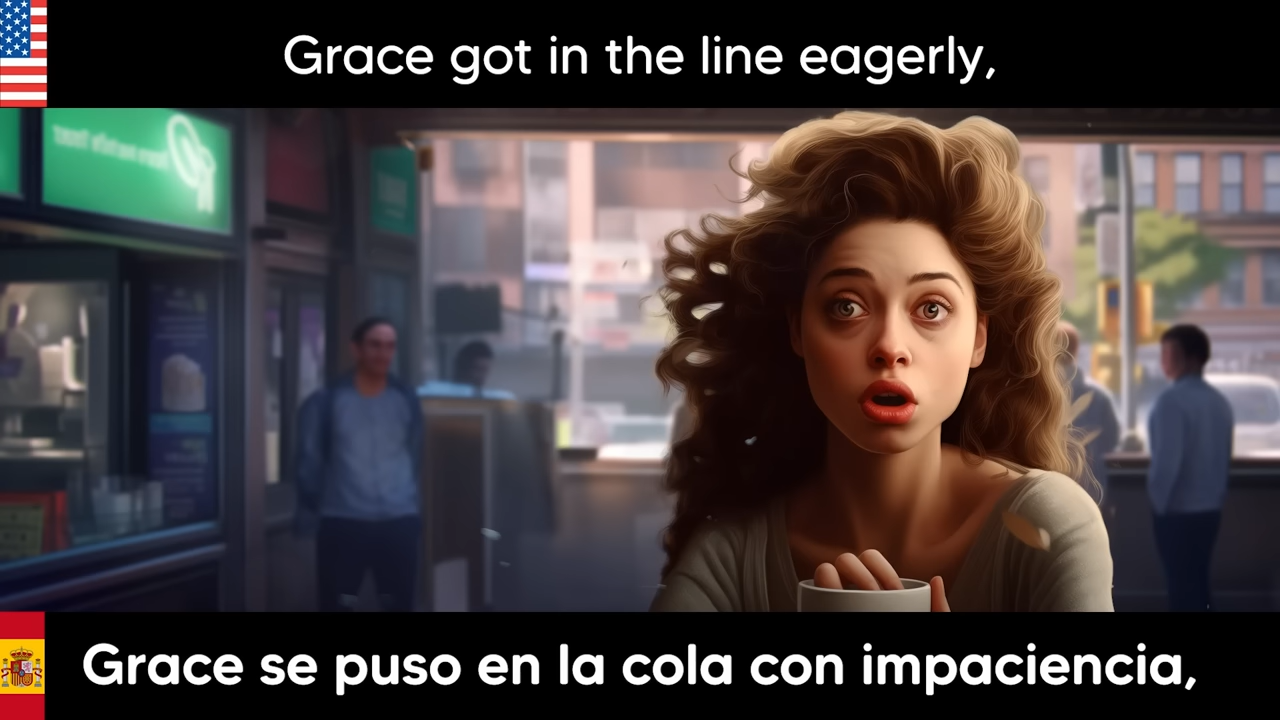 Grace got in the line eagerly,
Grace se puso en la cola con impaciencia,